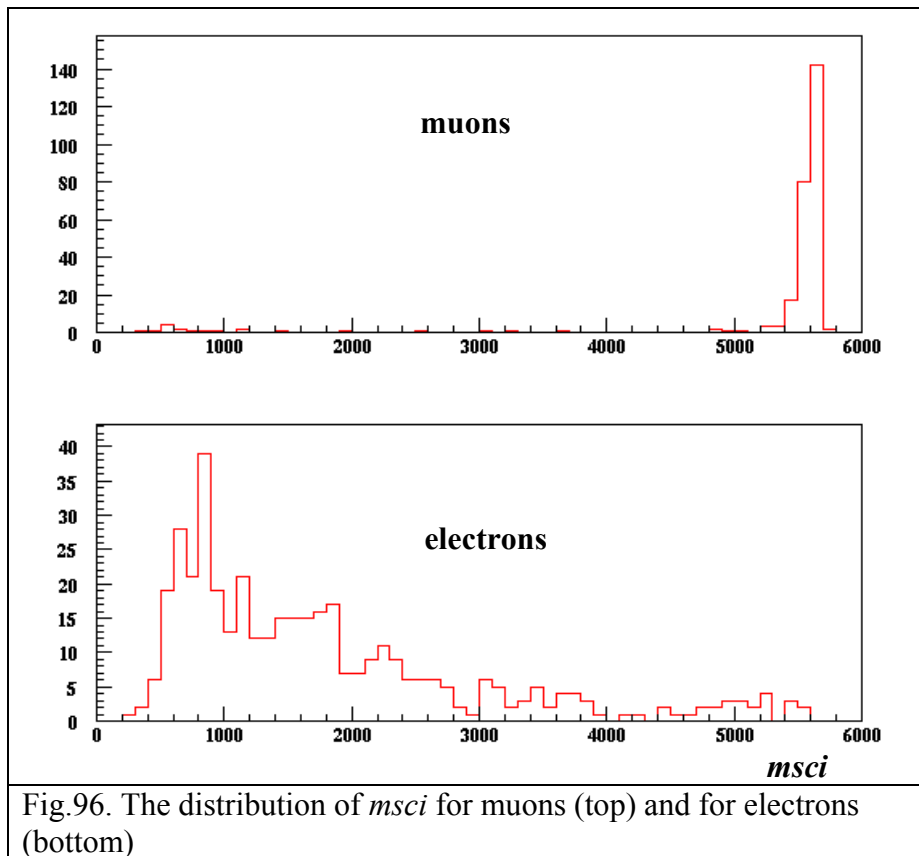 140
120
muons
100
80
60
40
20
0
0 1000 2000 3000 4000 5000 6000
40
35
30
electrons
25
20
15
10
5
0
0 1000 2000 3000 4000 5000 6000
msci
Fig.96. The distribution of msci for muons (top) and for electrons
(bottom)